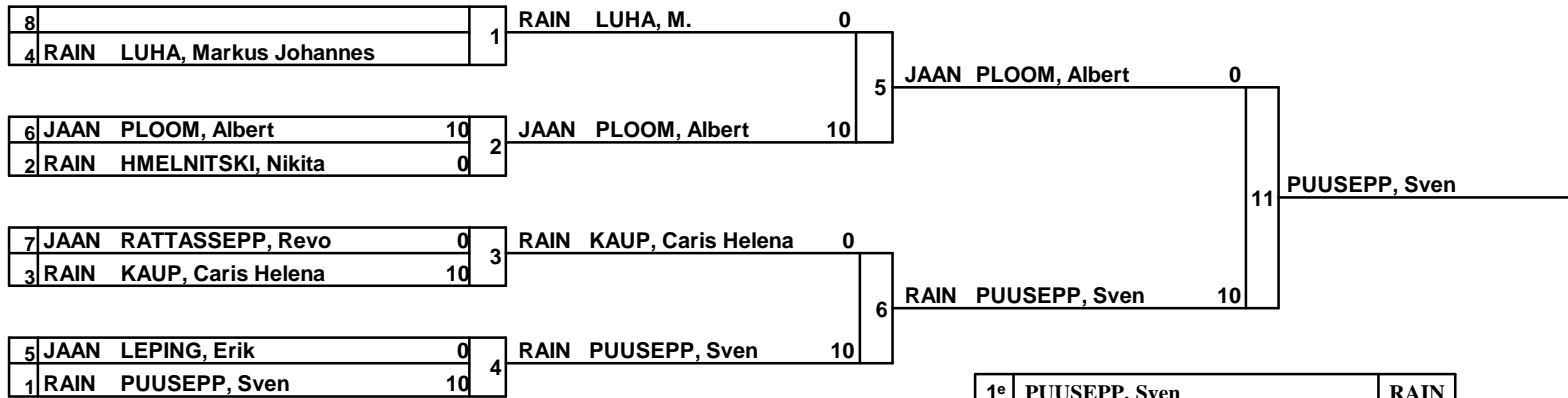 8
4 RAIN LUHA, Markus Johannes
1
RAIN LUHA, M. 0
6 JAAN PLOOM, Albert 10
2 RAIN HMELNITSKI, Nikita 0
2
JAAN PLOOM, Albert 10
5
JAAN PLOOM, Albert 0
7 JAAN RATTASSEPP, Revo 0
3 RAIN KAUP, Caris Helena 10
3
RAIN KAUP, Caris Helena 0
5 JAAN LEPING, Erik 0
1 RAIN PUUSEPP, Sven 10
4
RAIN PUUSEPP, Sven 10
6
RAIN PUUSEPP, Sven 10
11
PUUSEPP, Sven
1e PUUSEPP, Sven RAIN